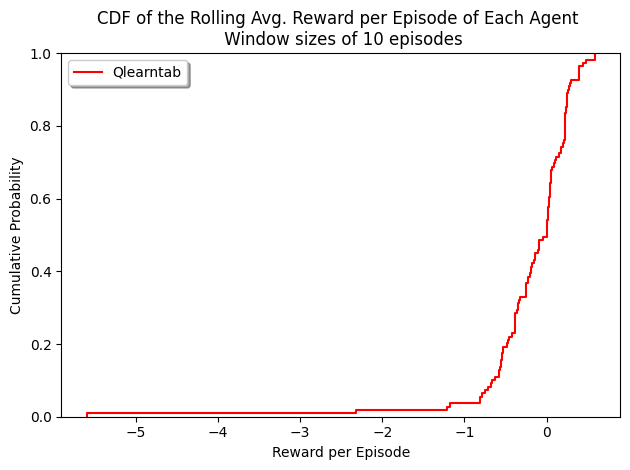 CDF of the Rolling Avg. Reward per Episode of Each Agent
Window sizes of 10 episodes
Qlearntab
Cumulative Probability
1.0
0.8
0.6
0.4
0.2
0.0
−5
−4
−3
−2
−1
0
Reward per Episode